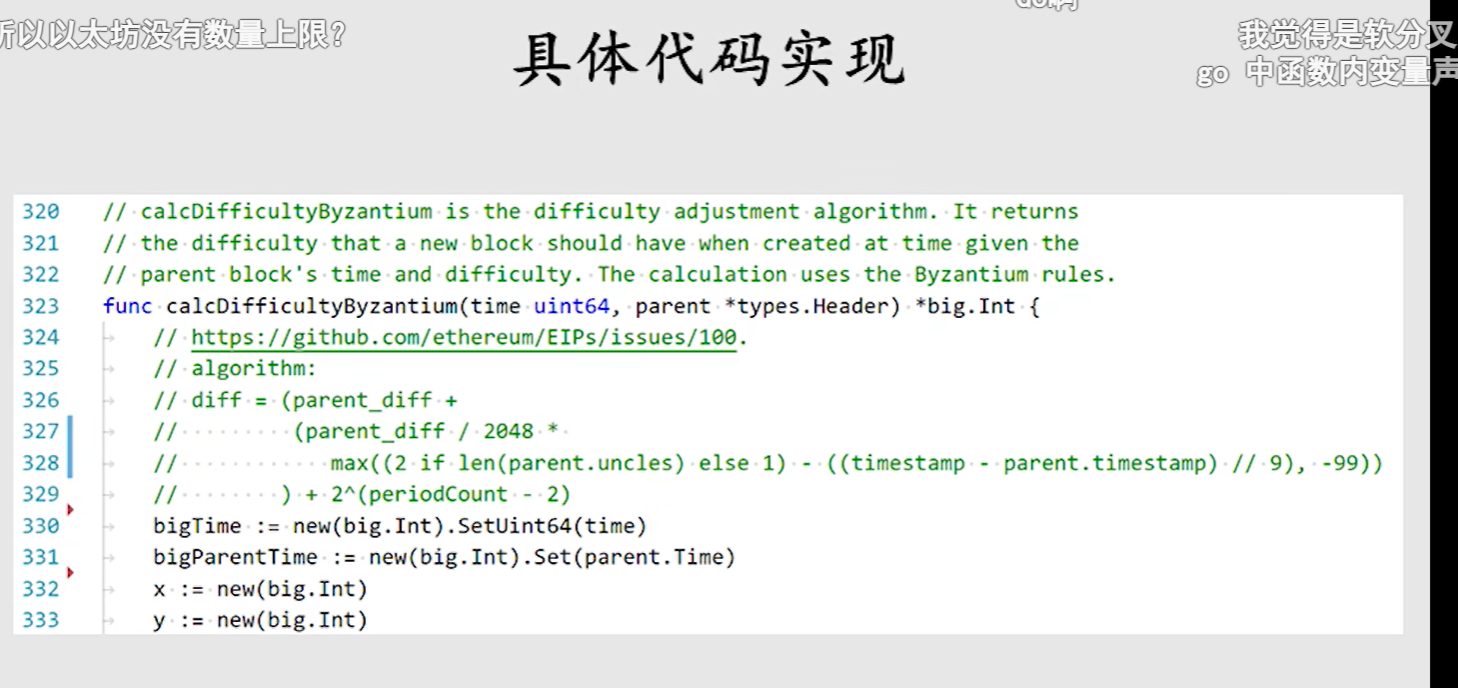 所以以太坊没有数量上限?
我觉得是软分叉
go 中函数内变量声
具体代码实现
320 // calcDifficultyByzantium is the difficulty adjustment algorithm. It returns
321 // the difficulty that a new block should have when created at time given the
322 // parent block's time and difficulty. The calculation uses the Byzantium rules.
323 func calcDifficultyByzantium(time uint64, parent *types.Header) *big.Int {
324 // https://github.com/ethereum/EIPs/issues/100.
325 // algorithm:
326 // diff = (parent_diff +
327 // (parent_diff / 2048 *
328 // max((2 if len(parent.uncles) else 1) - ((timestamp - parent.timestamp) // 9), -99))
329 // ) + 2^(periodCount - 2)
330 bigTime := new(big.Int).SetUint64(time)
331 bigParentTime := new(big.Int).Set(parent.Time)
332 x := new(big.Int)
333 y := new(big.Int)